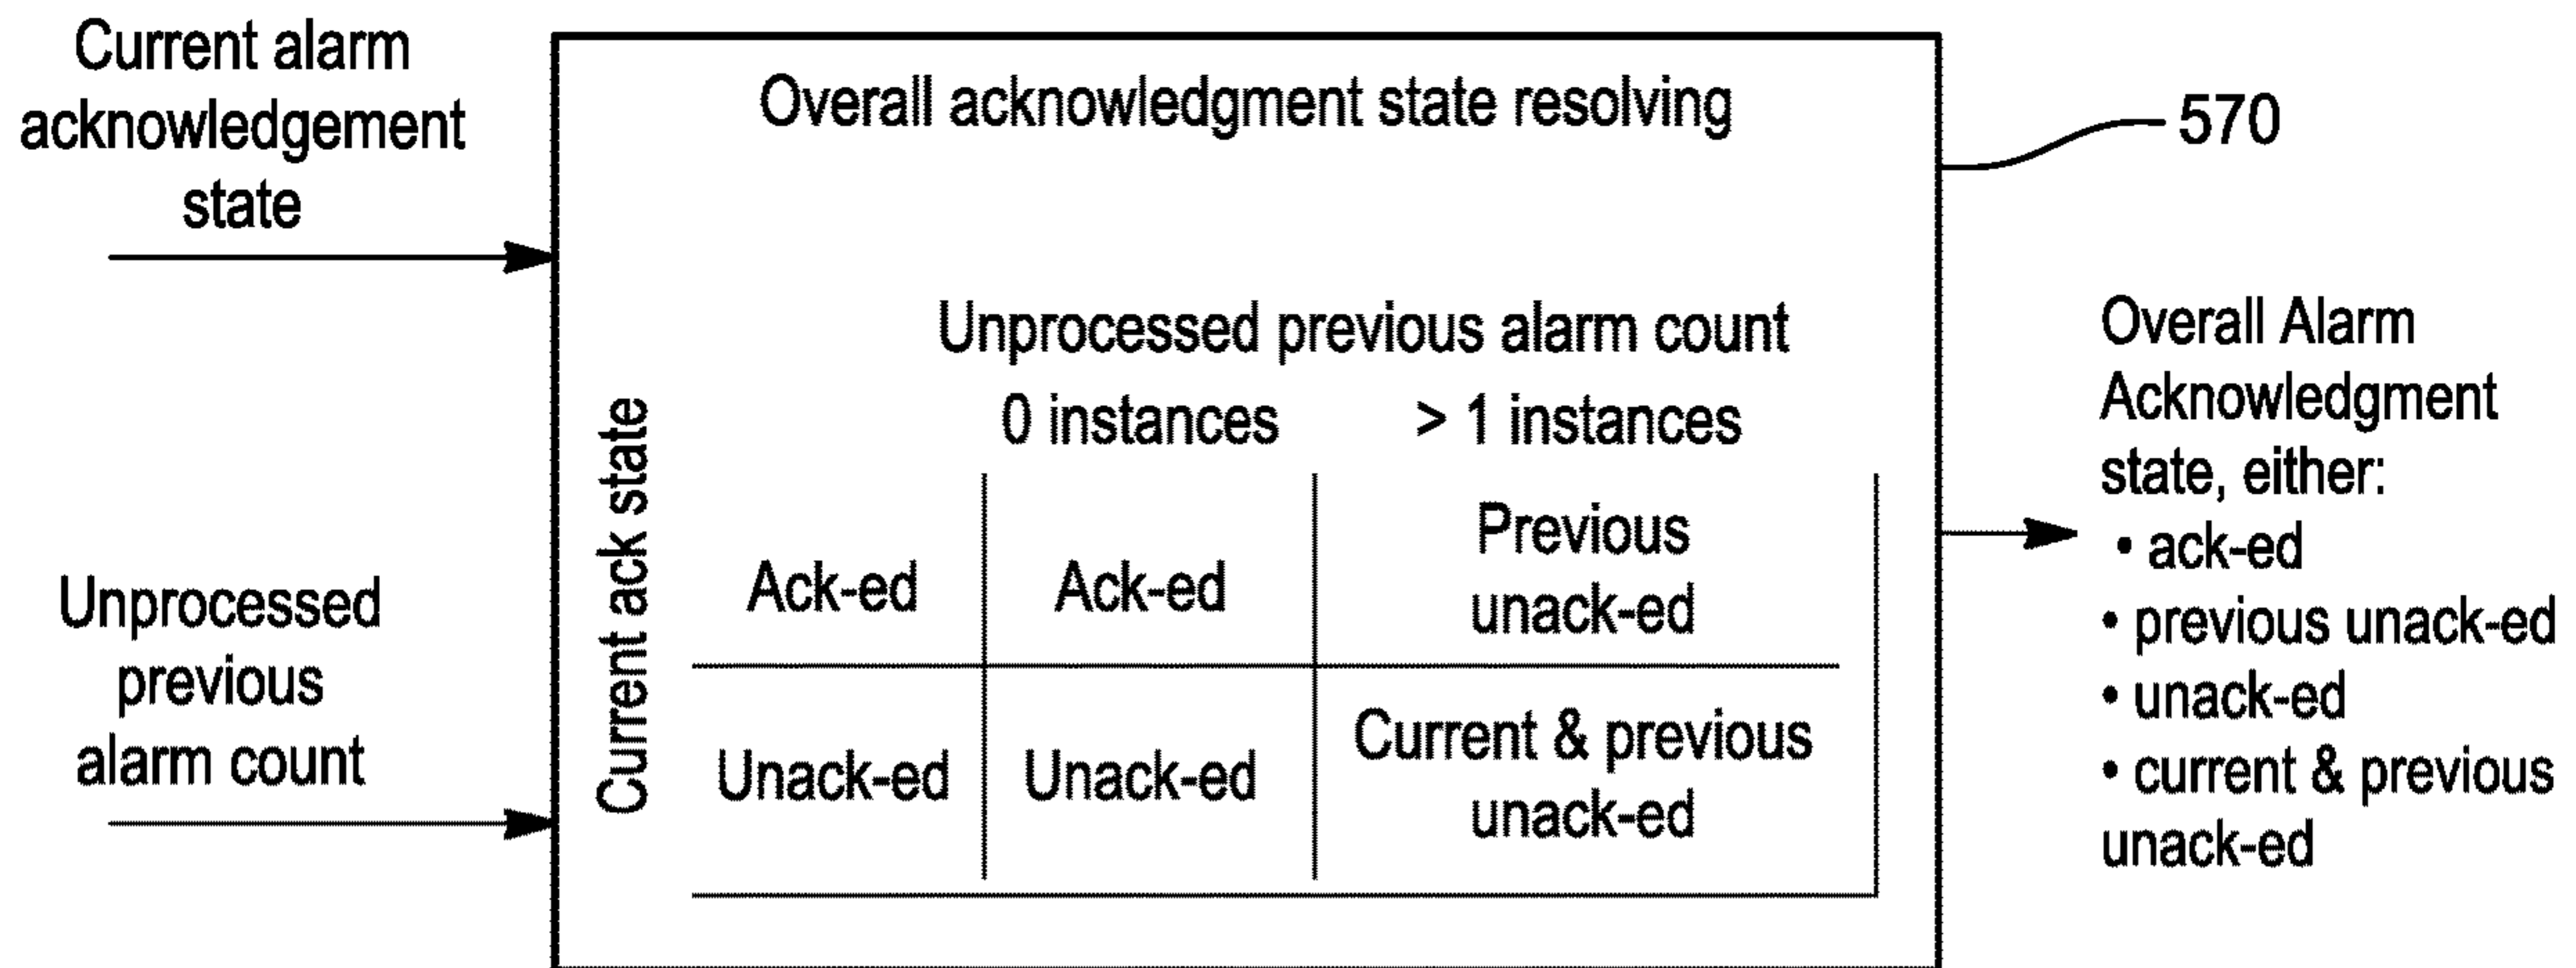 Current alarm
acknowledgement
state
Unprocessed
previous
alarm count
Overall acknowledgment state resolving
570
Unprocessed previous alarm count
0 instances > 1 instances
Current ack state
Ack-ed Ack-ed Previous
unack-ed
Unack-ed Unack-ed Current & previous
unack-ed
Overall Alarm
Acknowledgment
state, either:
• ack-ed
• previous unack-ed
• unack-ed
• current & previous
unack-ed